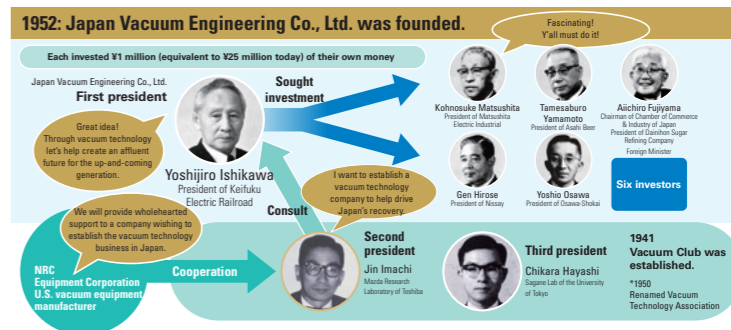 1952: Japan Vacuum Engineering Co., Ltd. was founded.
Each invested ¥1 million (equivalent to ¥25 million today) of their own money
Fascinating!
Y'all must do it!
Japan Vacuum Engineering Co., Ltd.
First president
Sought
investment
Great idea!
Through vacuum technology
let's help create an affluent
future for the up-and-coming
generation.
Yoshijiro Ishikawa
President of Keifuku
Electric Railroad
Kohnosuke Matsushita
President of Matsushita
Electric Industrial
Tamesaburo
Yamamoto
President of Asahi Beer
Aiichiro Fujiyama
Chairman of Chamber of Commerce
& Industry of Japan
President of Dainihon Sugar
Refining Company
Foreign Minister
Gen Hirose
President of Nissay
Yoshio Osawa
President of Osawa-Shokai
Six investors
I want to establish a
vacuum technology
company to help drive
Japan's recovery.
Consult
We will provide wholehearted
support to a company wishing to
establish the vacuum technology
business in Japan.
NRC
Equipment Corporation
U.S. vacuum equipment
manufacturer
Cooperation
Second
president
Jin Imachi
Mazda Research
Laboratory of Toshiba
Third president
Chikara Hayashi
Sagane Lab of the University
of Tokyo
1941
Vacuum Club was
established.
*1950
Renamed Vacuum
Technology Association